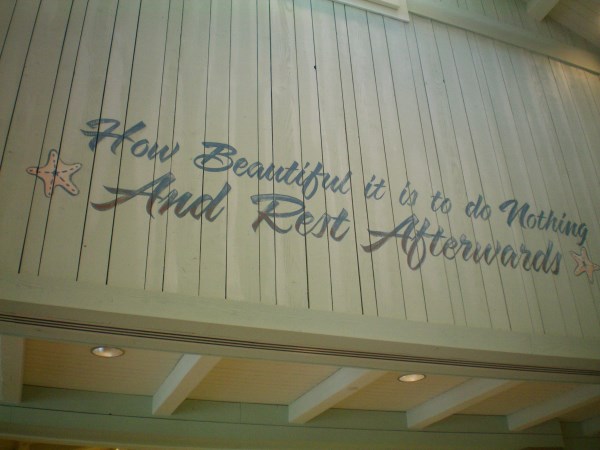 How Beautiful it is to do Nothing
And Rest Afterwards